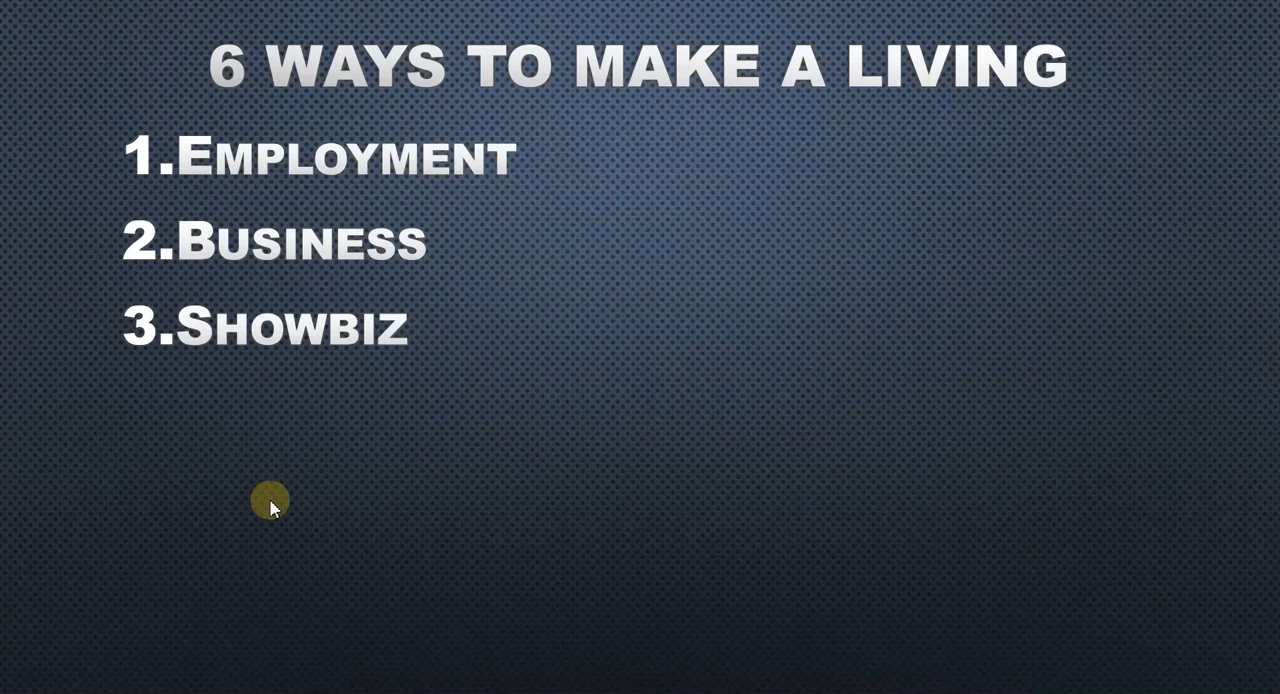 6 WAYS TO MAKE A LIVING
1.EMPLOYMENT
2.BUSINESS
3.SHOWBIZ